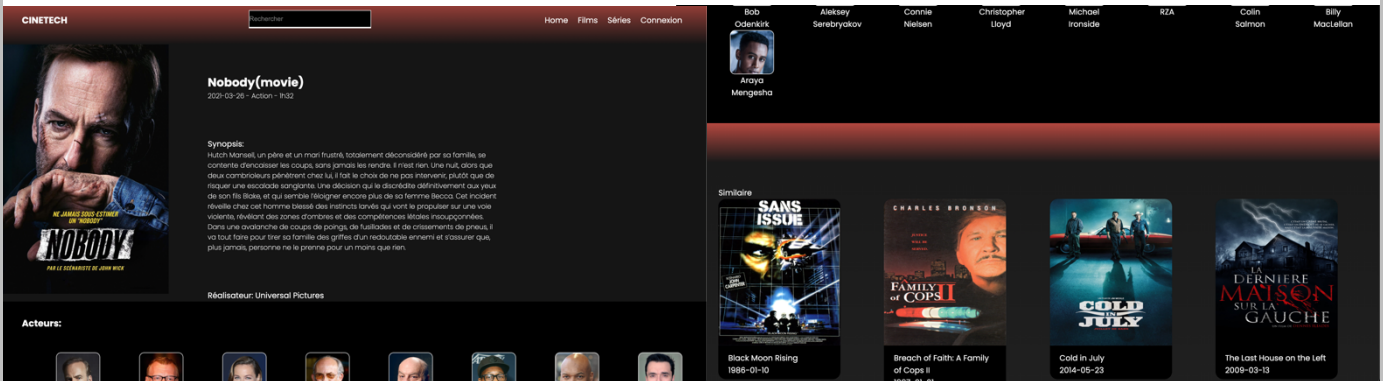 CINETECH
Rechercher
Home Films Séries Connexion
Nobody(movie)
2021-03-26 - Action - 1h32
Synopsis:
Hutch Mansell, un père et un mari frustré, totalement déconsidéré par sa famille, se
contente d'encaisser les coups, sans jamais les rendre. Il n'est rien. Une nuit, alors que
deux cambrioleurs pénètrent chez lui, il fait le choix de ne pas intervenir, plutôt que de
risquer une escalade sanglante. Une décision qui le discrédite définitivement aux yeux
de son fils Blake, et qui semble l'éloigner encore plus de sa femme Becca. Cet incident
réveille chez cet homme blessé des instincts larvés qui vont le propulser sur une voie
violente, révélant des zones d'ombres et des compétences létales insoupçonnées.
Dans une avalanche de coups de poings, de fusillades et de crissements de pneus, il
va tout faire pour tirer sa famille des griffes d'un redoutable ennemi et s'assurer que,
plus jamais, personne ne le prenne pour un moins que rien.
Réalisateur: Universal Pictures
NE JAMAIS SOUS-ESTIMER
UN "NOBODY"
NOBODY
PAR LE SCÉNARISTE DE JOHN WICK
Acteurs:
Bob
Odenkirk
Aleksey
Serebryakov
Connie
Nielsen
Christopher
Lloyd
Michael
Ironside
RZA
Colin
Salmon
Billy
MacLellan
Araya
Mengesha
Similaire
SANS
ISSUE
JOHN
CARPENTER
Black Moon Rising
1986-01-10
CHARLES BRONSON
A
FAMILY
of COPS II
Breach of Faith: A Family
of Cops II
COLD
IN
JULY
Cold in July
2014-05-23
LA
DERNIERE
MAISON
SUR LA
GAUCHE
The Last House on the Left
2009-03-13